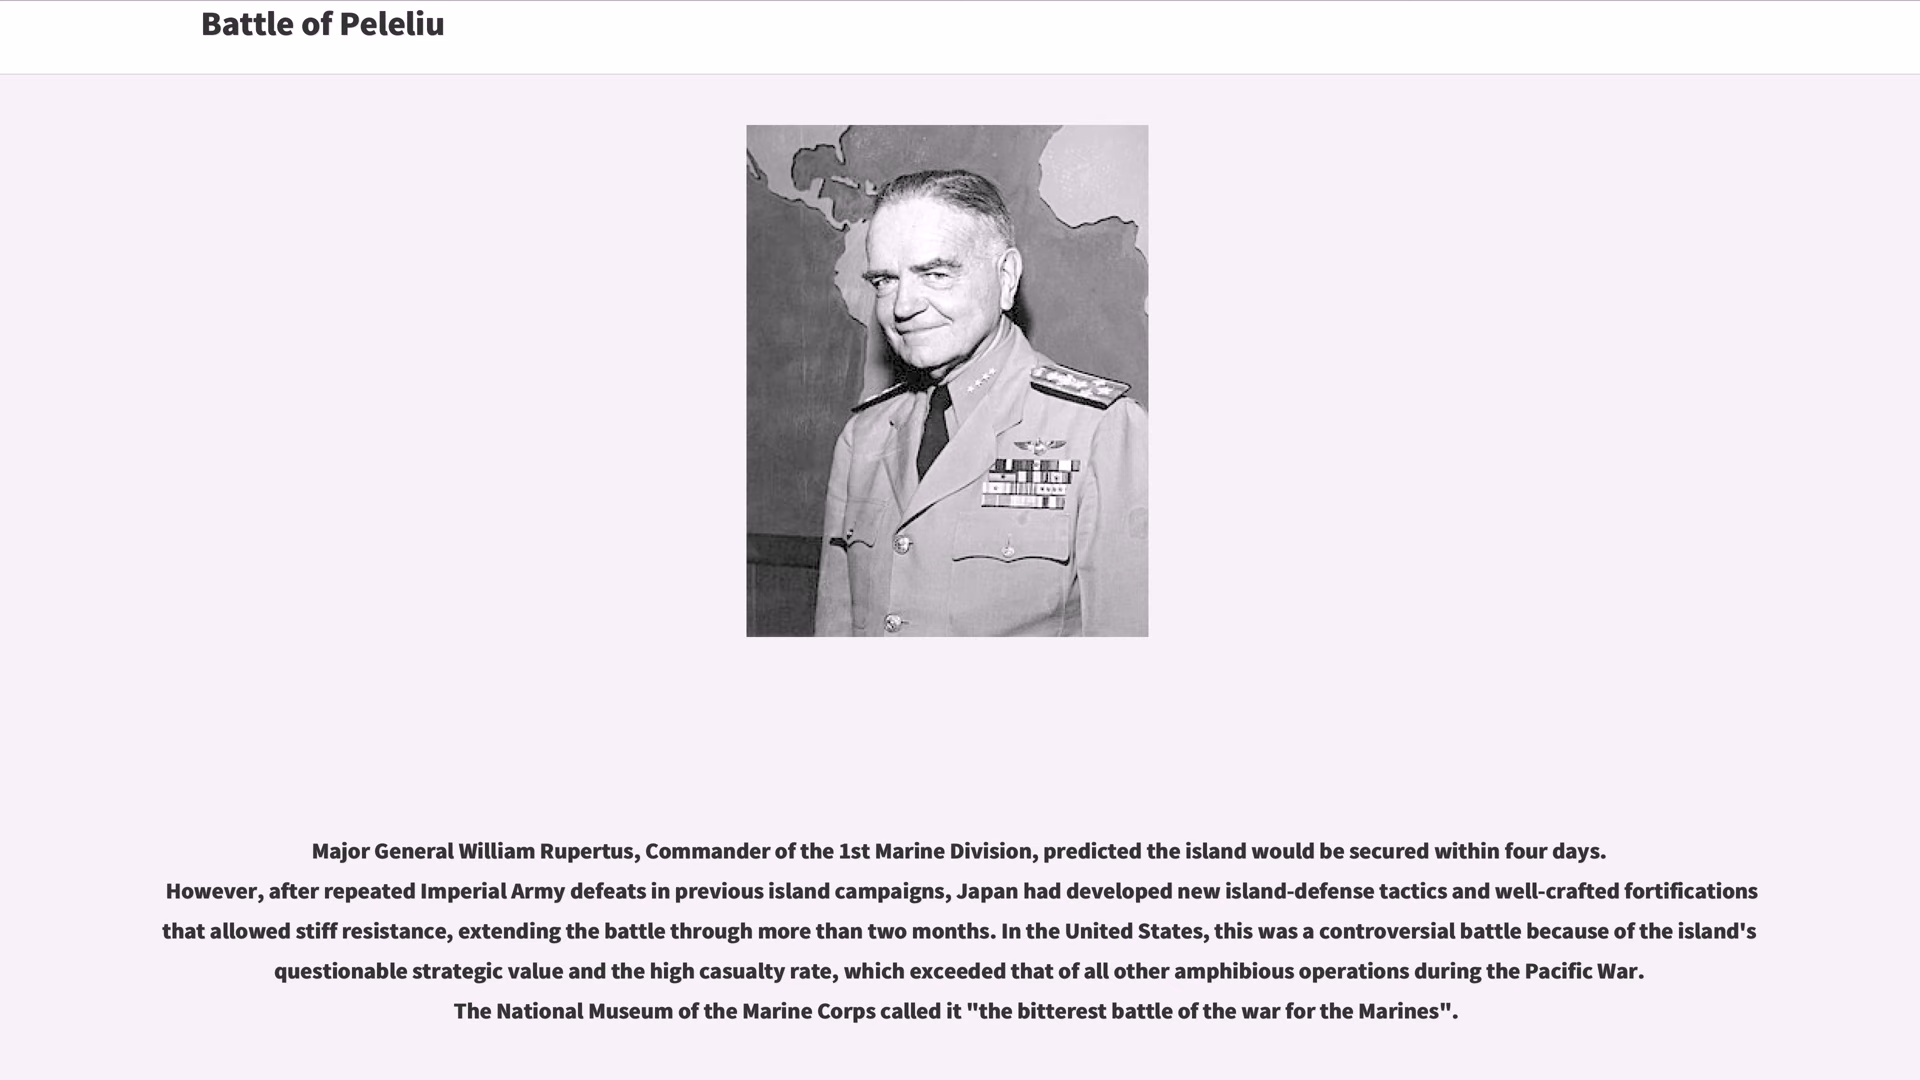 Battle of Peleliu
Major General William Rupertus, Commander of the 1st Marine Division, predicted the island would be secured within four days.
However, after repeated Imperial Army defeats in previous island campaigns, Japan had developed new island-defense tactics and well-crafted fortifications
that allowed stiff resistance, extending the battle through more than two months. In the United States, this was a controversial battle because of the island's
questionable strategic value and the high casualty rate, which exceeded that of all other amphibious operations during the Pacific War.
The National Museum of the Marine Corps called it "the bitterest battle of the war for the Marines".